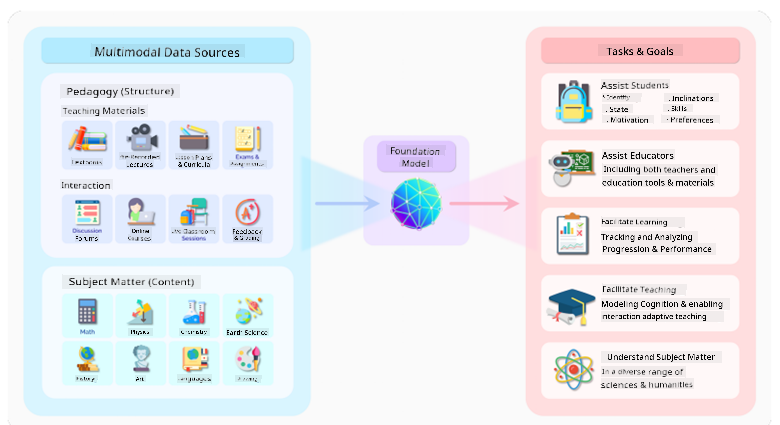 Multimodal Data Sources
Pedagogy (Structure)
Teaching Materials
Textbooks
Pre-Recorded
Lectures
Lesson Plans
& Curricula
Exams &
Interaction
Discussion
Forums
Online
Courses
Live Classroom
Sessions
Feedback
& Grading
Subject Matter (Content)
Math
Physics
Chemistry
Earth Science
History
Art
Languages
Foundation
Model
Tasks & Goals
Assist Students
Identity
. State
. Motivation
. Inclinations
. Skills
. Preferences
Assist Educators
Including both teachers and
education tools & materials
Facilitate Learning
Tracking and Analyzing
Progression & Performance
Facilitate Teaching
Modeling Cognition & enabling
interaction adaptive teaching
Understand Subject Matter
In a diverse range of
sciences & humanities